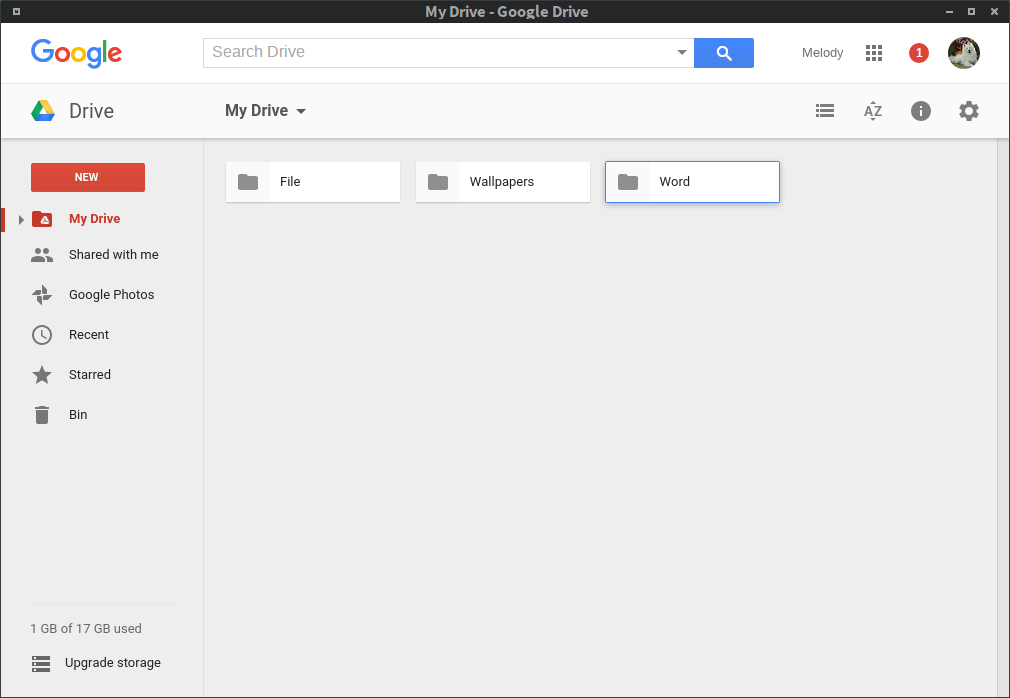 My Drive - Google Drive
Google
Search Drive
Melody
1
Drive
My Drive
AZ
NEW
File
Wallpapers
Word
My Drive
Shared with me
Google Photos
Recent
Starred
Bin
1 GB of 17 GB used
Upgrade storage